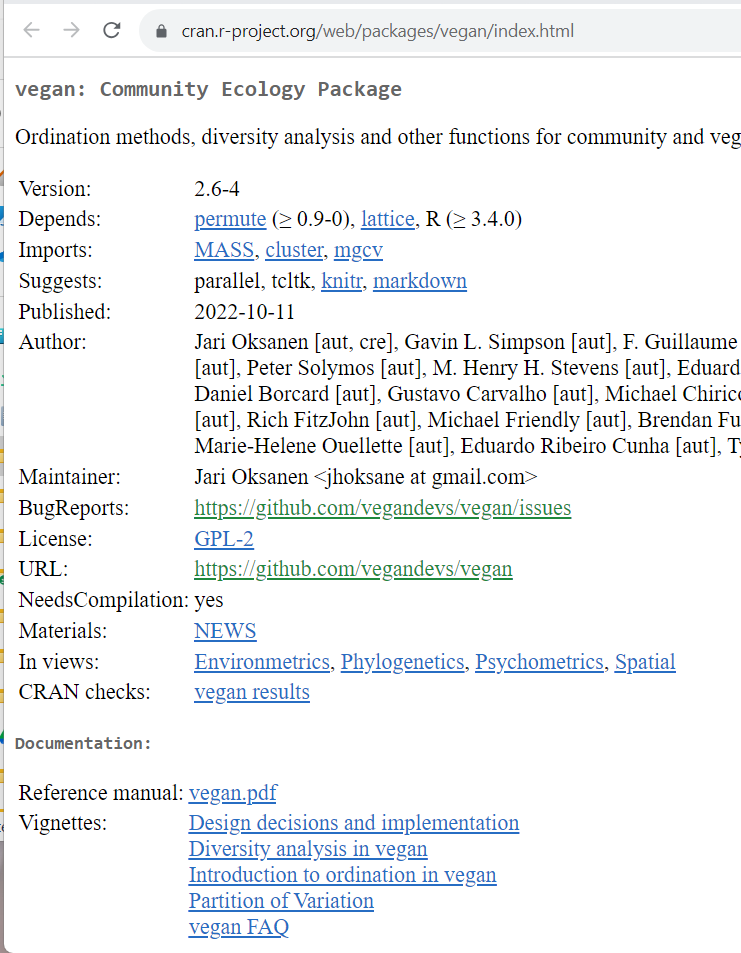 cran.r-project.org/web/packages/vegan/index.html
vegan: Community Ecology Package
Ordination methods, diversity analysis and other functions for community and veg
Version: 2.6-4
Depends: permute (≥ 0.9-0), lattice, R (≥ 3.4.0)
Imports: MASS, cluster, mgcv
Suggests: parallel, tcltk, knitr, markdown
Published: 2022-10-11
Author: Jari Oksanen [aut, cre], Gavin L. Simpson [aut], F. Guillaume
[aut], Peter Solymos [aut], M. Henry H. Stevens [aut], Eduard
Daniel Borcard [aut], Gustavo Carvalho [aut], Michael Chirico
[aut], Rich FitzJohn [aut], Michael Friendly [aut], Brendan Fu
Marie-Helene Ouellette [aut], Eduardo Ribeiro Cunha [aut], Ty
Maintainer: Jari Oksanen <jhoksane at gmail.com>
BugReports: https://github.com/vegandevs/vegan/issues
License: GPL-2
URL: https://github.com/vegandevs/vegan
NeedsCompilation: yes
Materials: NEWS
In views: Environmetrics, Phylogenetics, Psychometrics, Spatial
CRAN checks: vegan results
Documentation:
Reference manual: vegan.pdf
Vignettes: Design decisions and implementation
Diversity analysis in vegan
Introduction to ordination in vegan
Partition of Variation
vegan FAQ